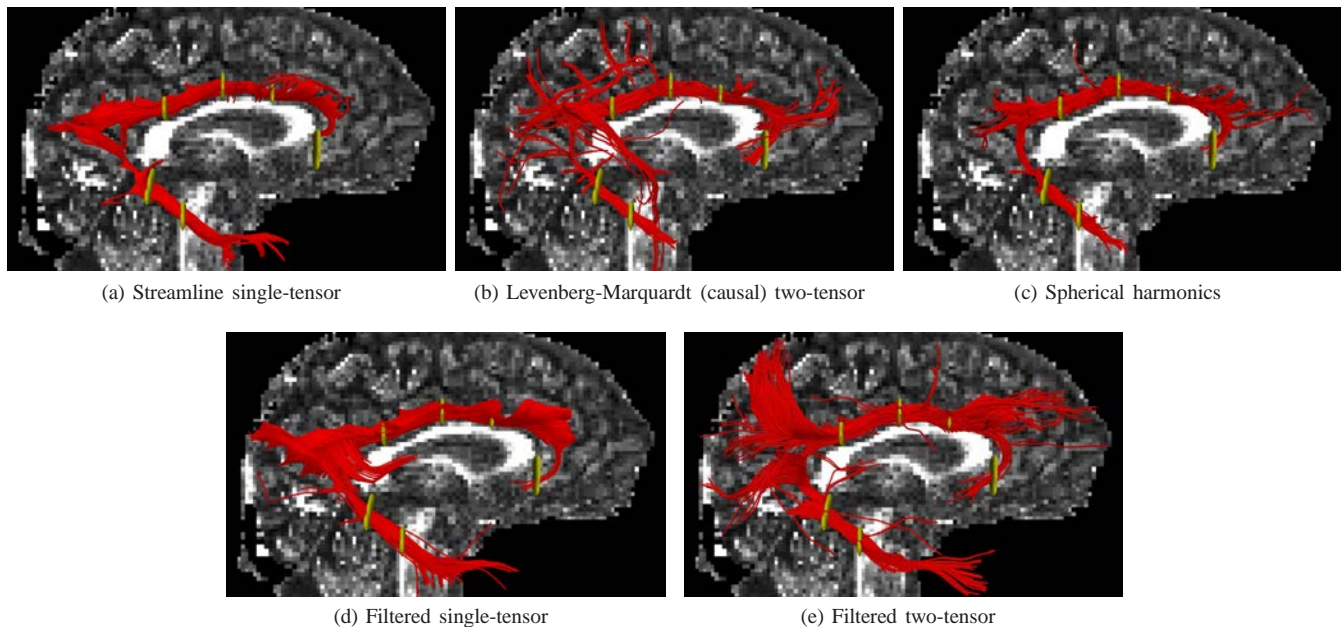 (a) Streamline single-tensor
(b) Levenberg-Marquardt (causal) two-tensor
(c) Spherical harmonics
(d) Filtered single-tensor
(e) Filtered two-tensor